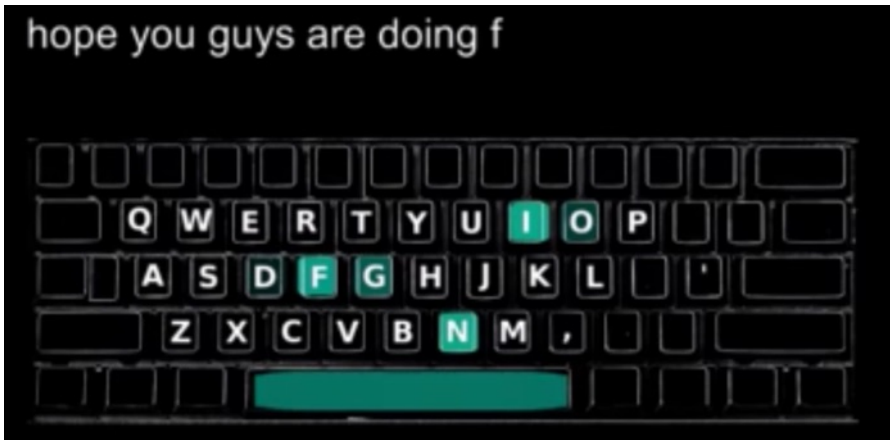 hope you guys are doing f
Q W E R T Y U I O P
A S D F G H J K L '
Z X C V B N M ,